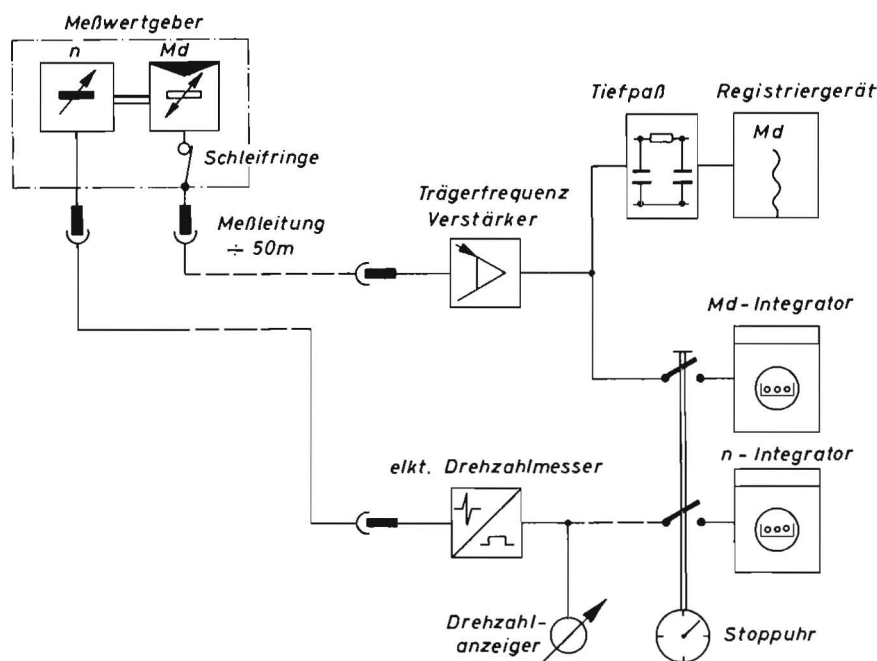 Meßwertgeber
n
Md
Schleifringe
Meßleitung
÷ 50m
Trägerfrequenz
Verstärker
Tiefpaß
Registriergerät
Md
Md-Integrator
elkt. Drehzahlmesser
n - Integrator
Drehzahl-
anzeiger
Stoppuhr